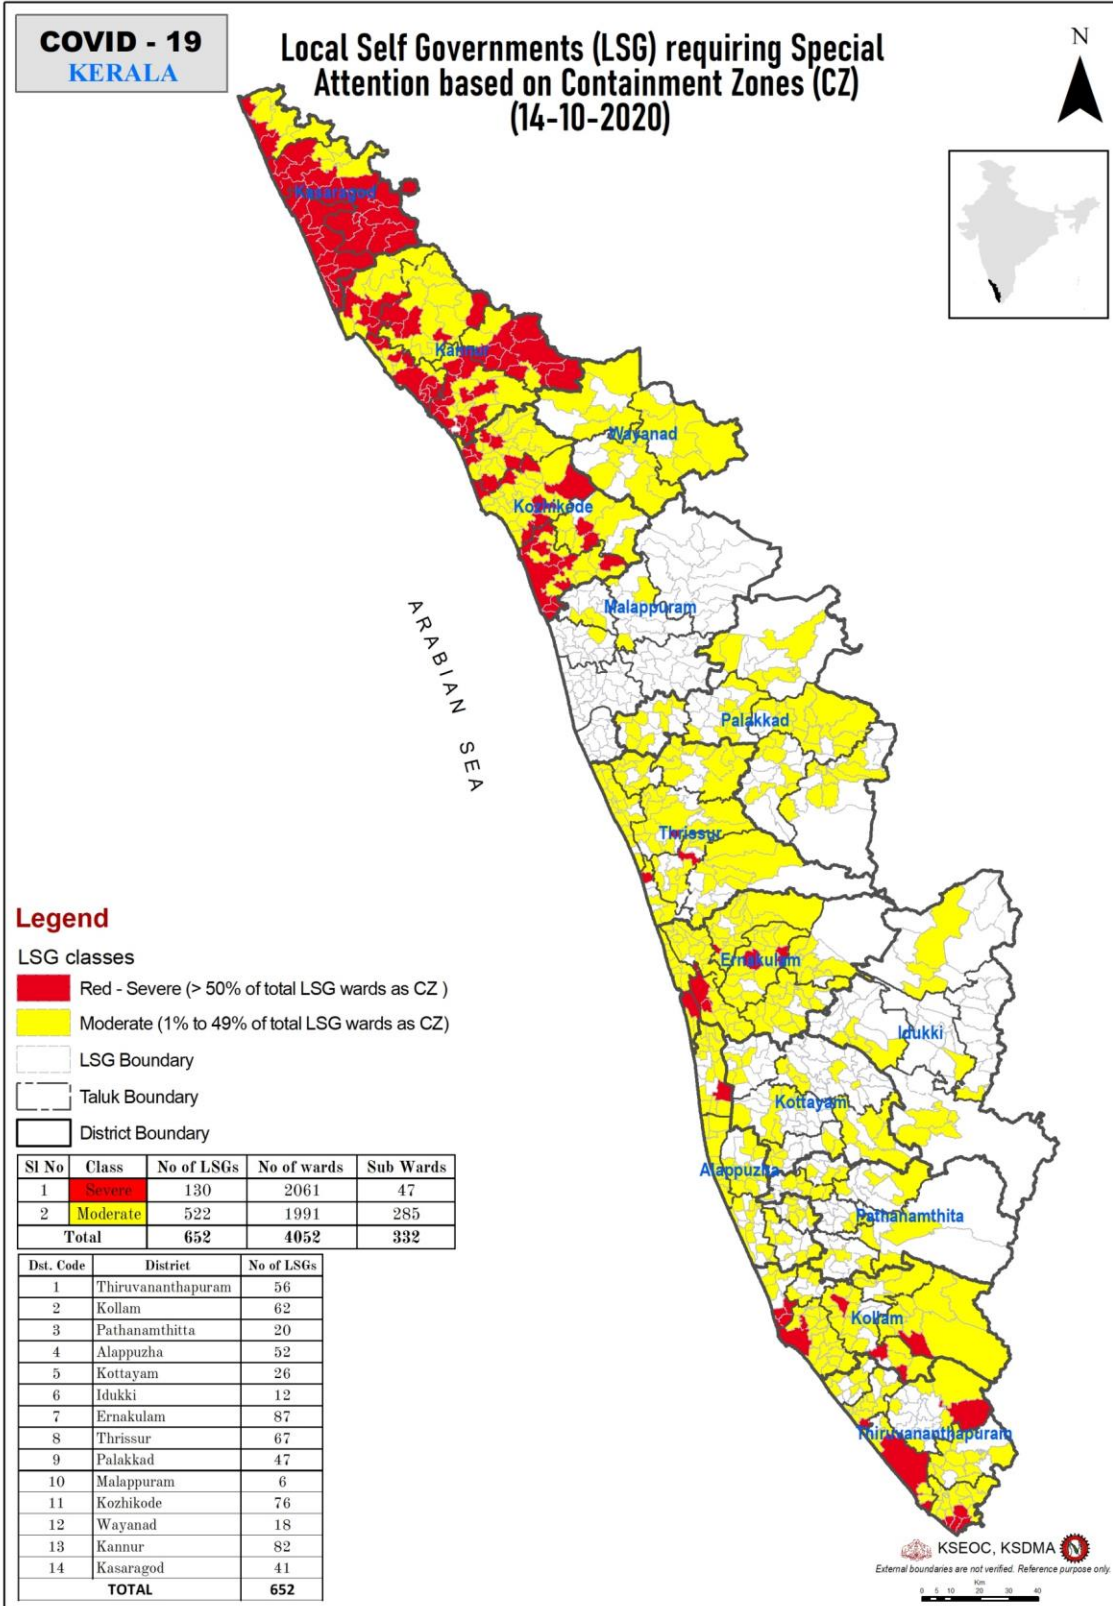 COVID - 19
KERALA
Local Self Governments (LSG) requiring Special
Attention based on Containment Zones (CZ)
(14-10-2020)
N
Kasaragod
Kannur
Wayanad
Kozhikode
Malappuram
ARABIAN SEA
Palakkad
Thrissur
Ernakulam
Idukki
Kottayam
Alappuzha
Pathanamthita
Kollam
Thiruvananthapuram
Legend
LSG classes
Red - Severe (> 50% of total LSG wards as CZ )
Moderate (1% to 49% of total LSG wards as CZ)
LSG Boundary
Taluk Boundary
District Boundary
Sl No Class No of LSGs No of wards Sub Wards
1 Severe 130 2061 47
2 Moderate 522 1991 285
Total 652 4052 332
Dst. Code District No of LSGs
1 Thiruvananthapuram 56
2 Kollam 62
3 Pathanamthitta 20
4 Alappuzha 52
5 Kottayam 26
6 Idukki 12
7 Ernakulam 87
8 Thrissur 67
9 Palakkad 47
10 Malappuram 6
11 Kozhikode 76
12 Wayanad 18
13 Kannur 82
14 Kasaragod 41
TOTAL 652
KSEOC, KSDMA
External boundaries are not verified. Reference purpose only.
Km
0 5 10 20 30 40